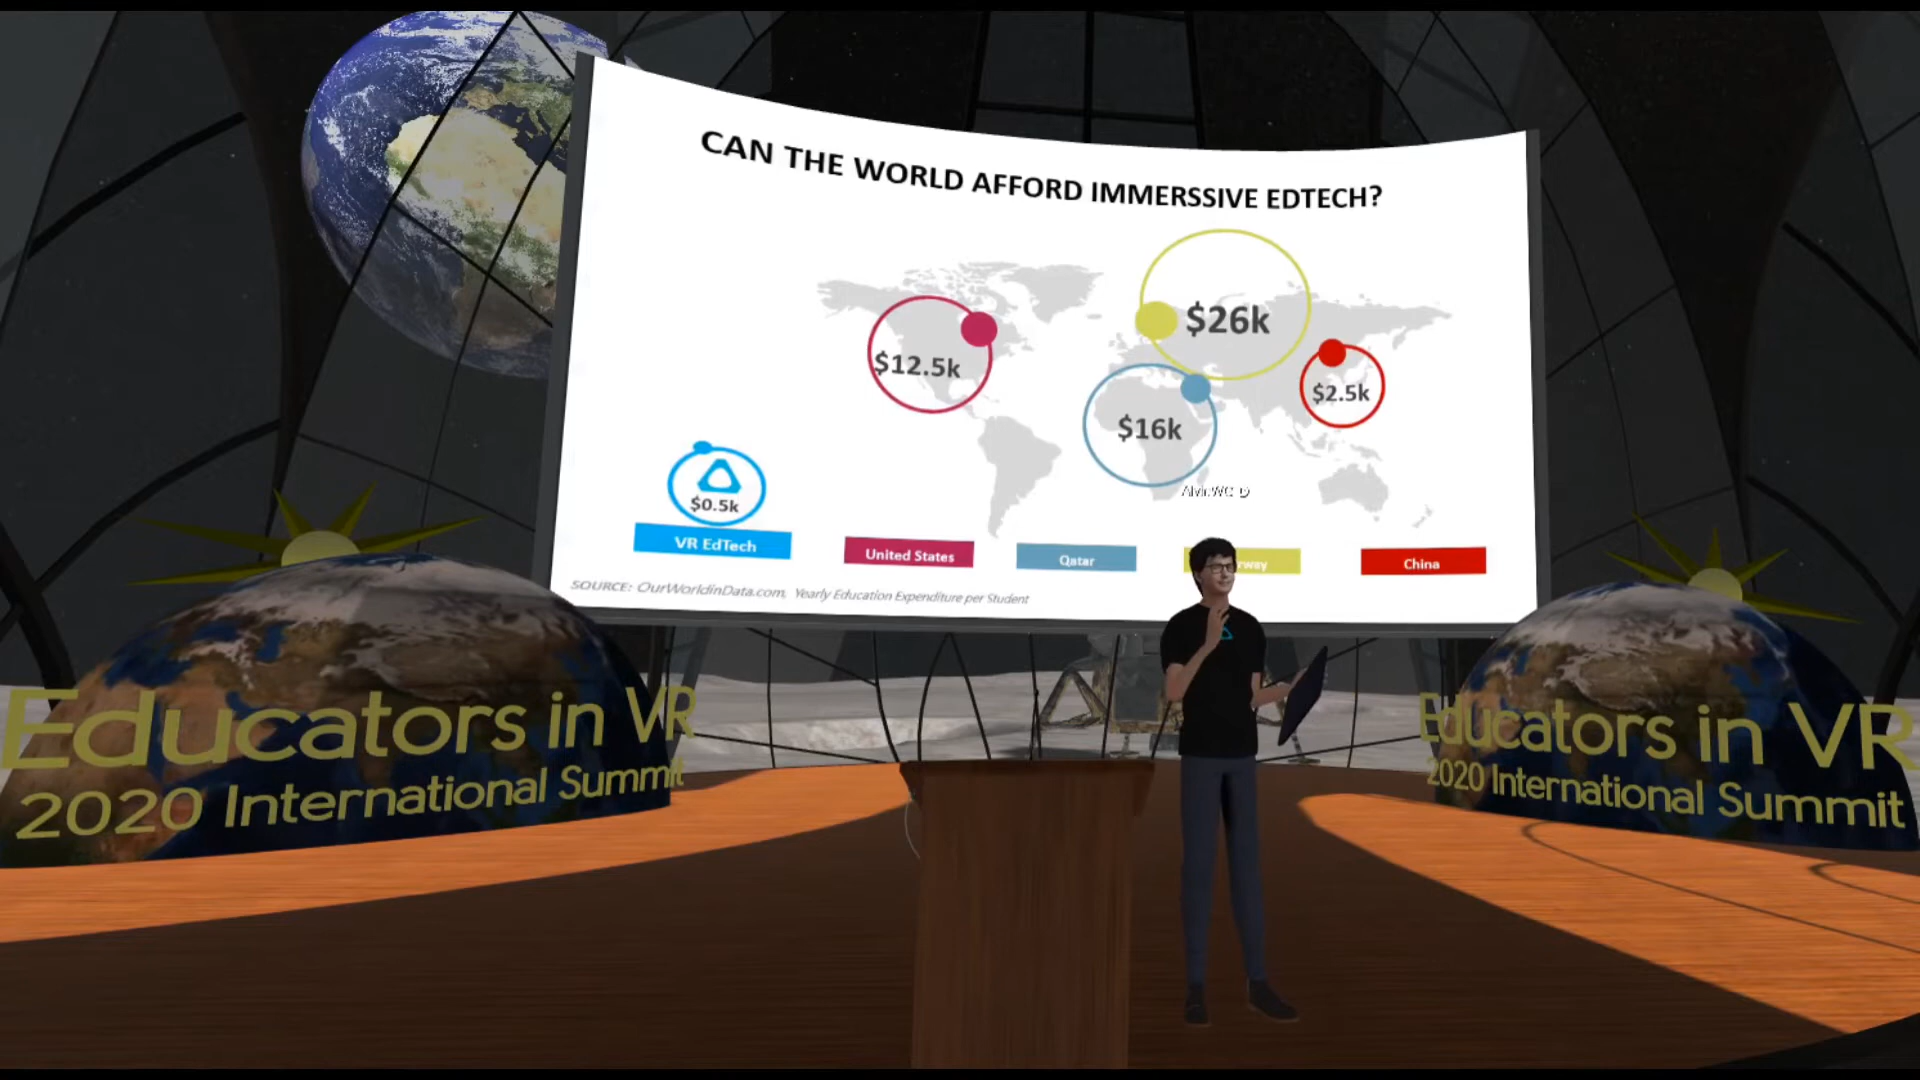 CAN THE WORLD AFFORD IMMERSSIVE EDTECH?
$26k
$12.5k
$2.5k
$16k
$0.5k
VR EdTech
United States
Qatar
rway
China
SOURCE: OurWorldinData.com, Yearly Education Expenditure per Student
Educators in VR
2020 International Summit
Educators in VR
2020 International Summit